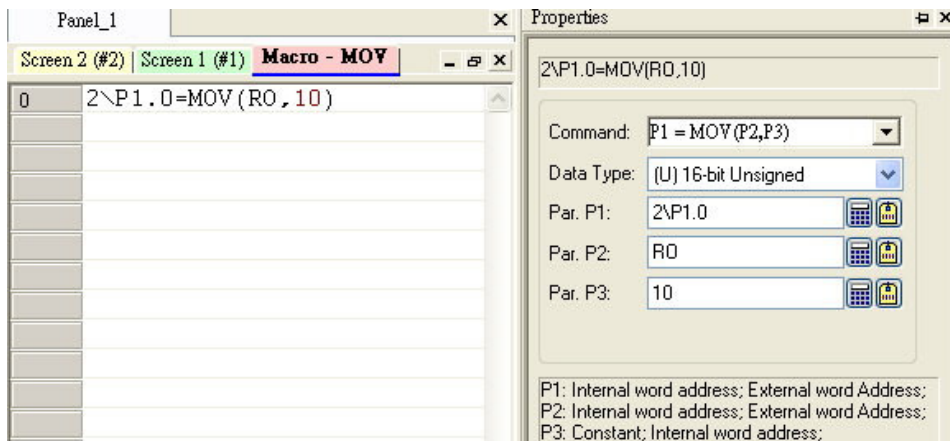 Panel_1
Screen 2 (#2) Screen 1 (#1) Macro - MOV
0 2\P1.0=MOV(R0,10)
Properties
2\P1.0=MOV(R0,10)
Command: P1 = MOV(P2,P3)
Data Type: (U) 16-bit Unsigned
Par. P1: 2\P1.0
Par. P2: R0
Par. P3: 10
P1: Internal word address; External word Address;
P2: Internal word address; External word Address;
P3: Constant; Internal word address;